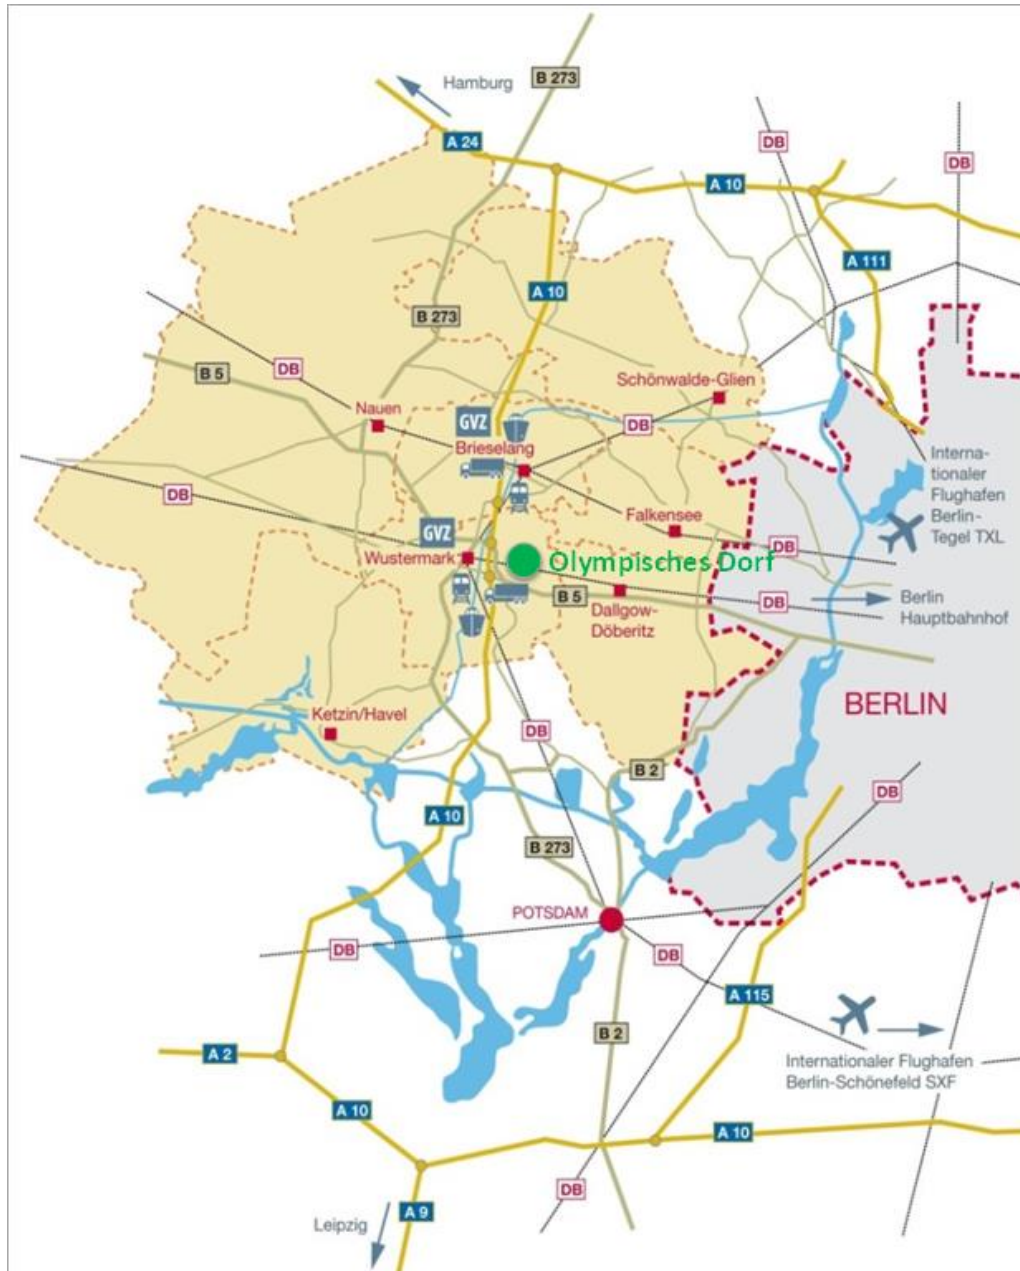 B 273
Hamburg
A 24
DB
DB
A 10
A 111
A 10
B 273
DB
B 5
Schönwalde-Glien
Nauen
GVZ
DB
Brieselang
Interna-
tionaler
Flughafen
Berlin-
Tegel TXL
DB
Falkensee
GVZ
DB
Wustermark
Olympisches Dorf
B 5
Dallgow-
Döberitz
DB
Berlin
Hauptbahnhof
BERLIN
Ketzin/Havel
DB
B 2
DB
A 10
B 273
POTSDAM
DB
DB
A 115
B 2
A 2
Internationaler Flughafen
Berlin-Schönefeld SXF
A 10
A 10
DB
A 9
Leipzig